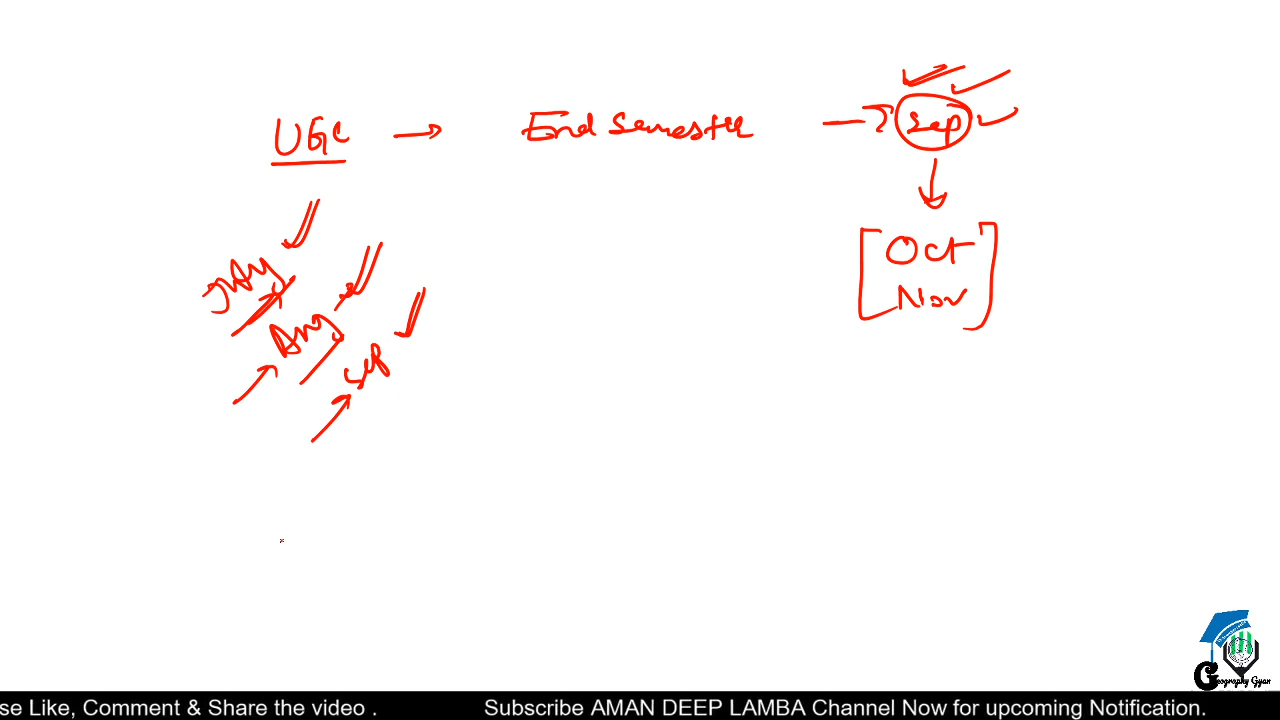 UGC → End Semester → Sep
Oct
Nov
July
Aug
Sep
Geography Gyan
se Like, Comment & Share the video . Subscribe AMAN DEEP LAMBA Channel Now for upcoming Notification.